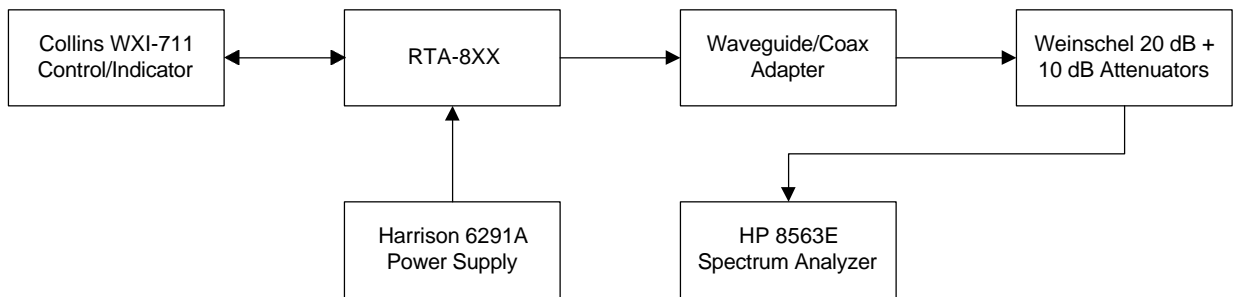 Collins WXI-711
Control/Indicator
RTA-8XX
Waveguide/Coax
Adapter
Weinschel 20 dB +
10 dB Attenuators
Harrison 6291A
Power Supply
HP 8563E
Spectrum Analyzer